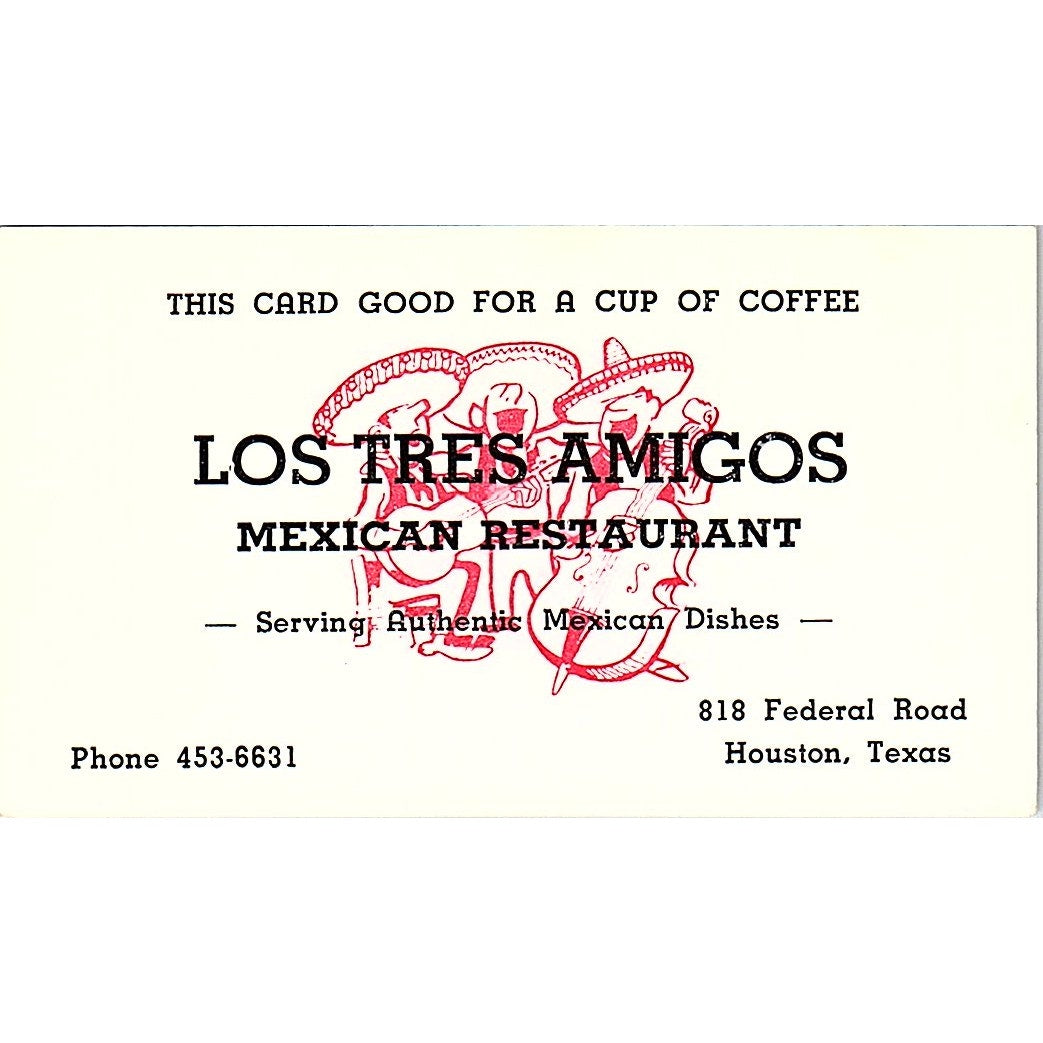 THIS CARD GOOD FOR A CUP OF COFFEE
LOS TRES AMIGOS
MEXICAN RESTAURANT
— Serving Authentic Mexican Dishes —
818 Federal Road
Phone 453-6631
Houston, Texas